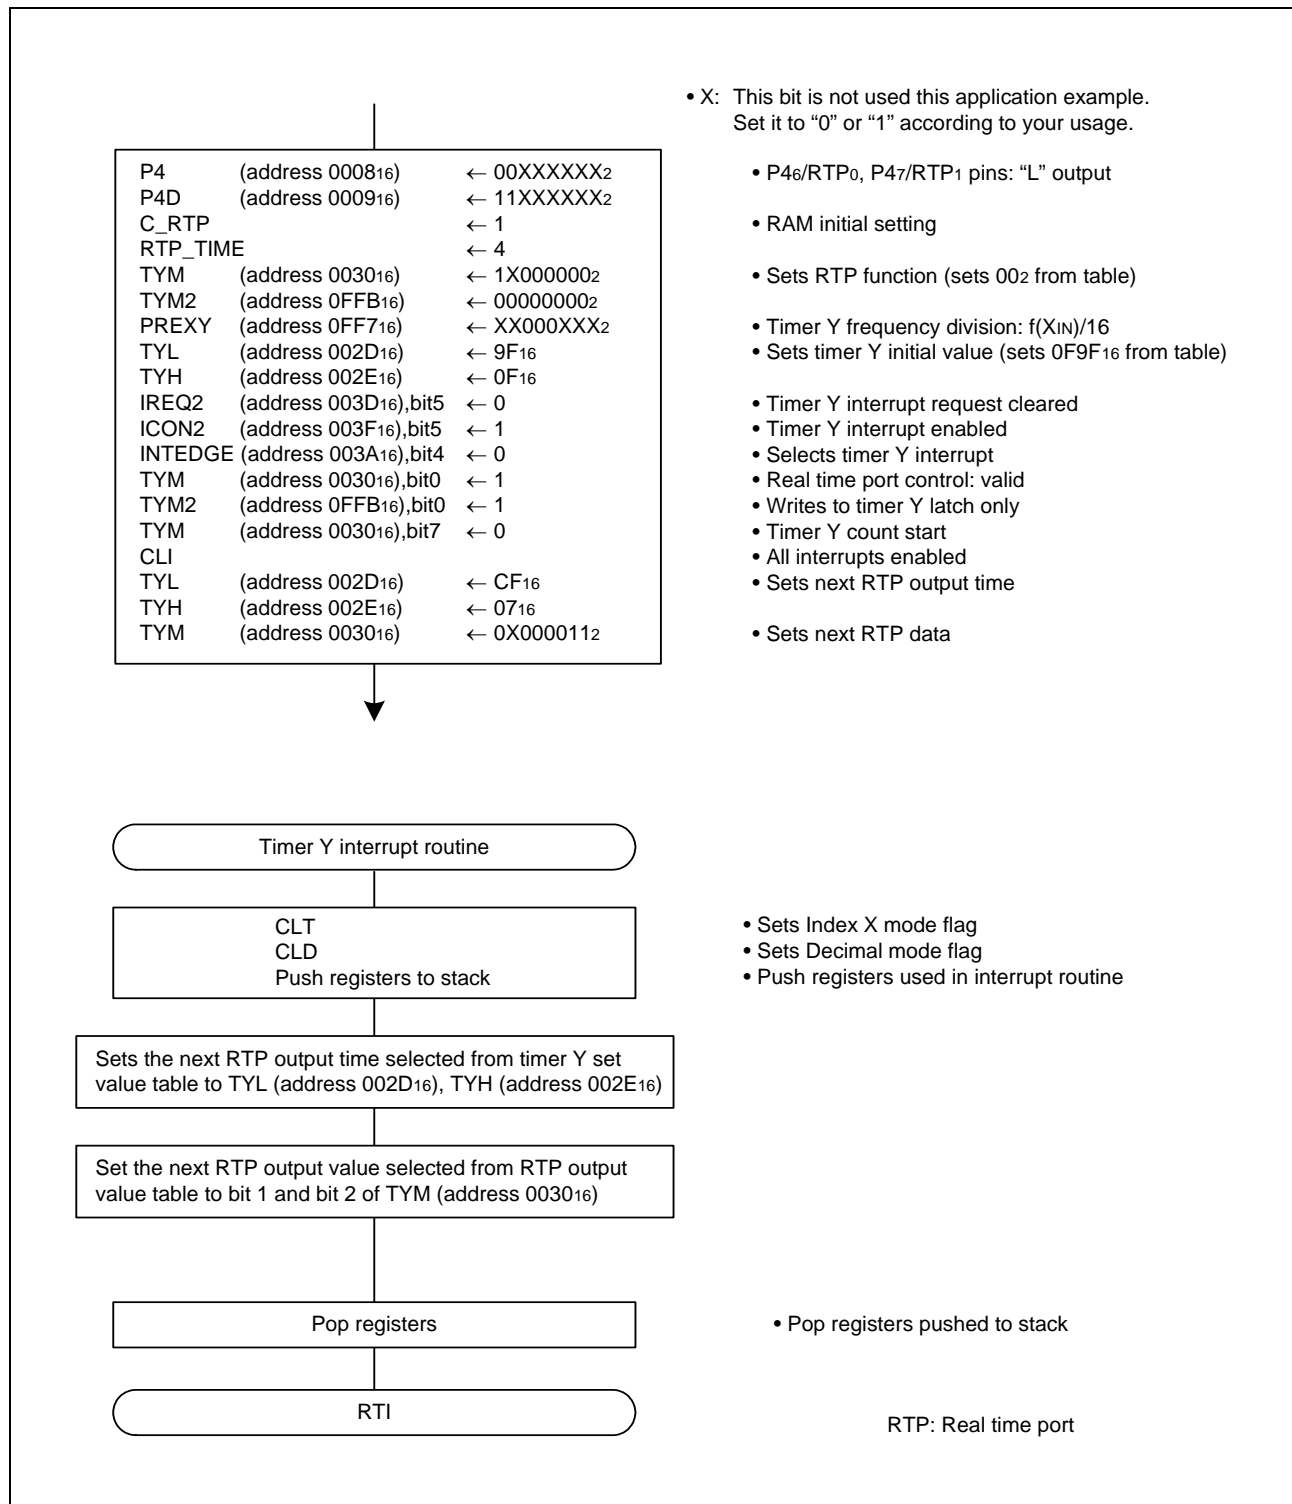 • X: This bit is not used this application example.
Set it to “0” or “1” according to your usage.
P4 (address 000816) ← 00XXXXXX2 • P46/RTP0, P47/RTP1 pins: “L” output
P4D (address 000916) ← 11XXXXXX2
C_RTP ← 1 • RAM initial setting
RTP_TIME ← 4
TYM (address 003016) ← 1X0000002 • Sets RTP function (sets 002 from table)
TYM2 (address 0FFB16) ← 000000002
PREXY (address 0FF716) ← XX000XXX2 • Timer Y frequency division: f(XIN)/16
TYL (address 002D16) ← 9F16 • Sets timer Y initial value (sets 0F9F16 from table)
TYH (address 002E16) ← 0F16
IREQ2 (address 003D16),bit5 ← 0 • Timer Y interrupt request cleared
ICON2 (address 003F16),bit5 ← 1 • Timer Y interrupt enabled
INTEDGE (address 003A16),bit4 ← 0 • Selects timer Y interrupt
TYM (address 003016),bit0 ← 1 • Real time port control: valid
TYM2 (address 0FFB16),bit0 ← 1 • Writes to timer Y latch only
TYM (address 003016),bit7 ← 0 • Timer Y count start
CLI • All interrupts enabled
TYL (address 002D16) ← CF16 • Sets next RTP output time
TYH (address 002E16) ← 0716
TYM (address 003016) ← 0X0000112 • Sets next RTP data
Timer Y interrupt routine
CLT • Sets Index X mode flag
CLD • Sets Decimal mode flag
Push registers to stack • Push registers used in interrupt routine
Sets the next RTP output time selected from timer Y set
value table to TYL (address 002D16), TYH (address 002E16)
Set the next RTP output value selected from RTP output
value table to bit 1 and bit 2 of TYM (address 003016)
Pop registers • Pop registers pushed to stack
RTI
RTP: Real time port